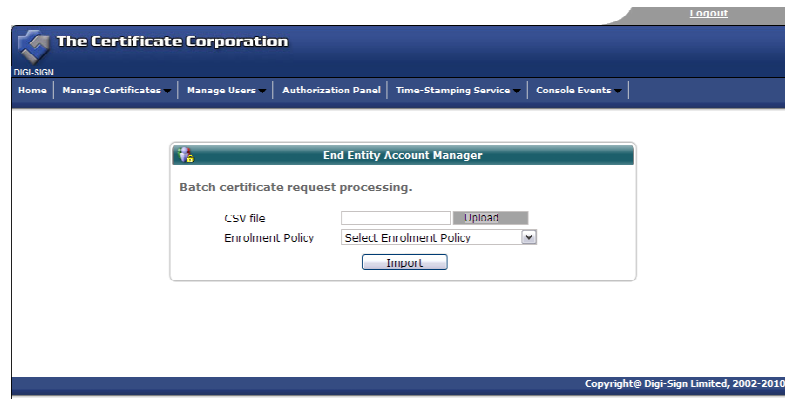 Logout
The Certificate Corporation
DIGI-SIGN
Home Manage Certificates Manage Users Authorization Panel Time-Stamping Service Console Events
End Entity Account Manager
Batch certificate request processing.
CSV file Upload
Enrolment Policy Select Enrolment Policy
Import
Copyright@ Digi-Sign Limited, 2002-2010